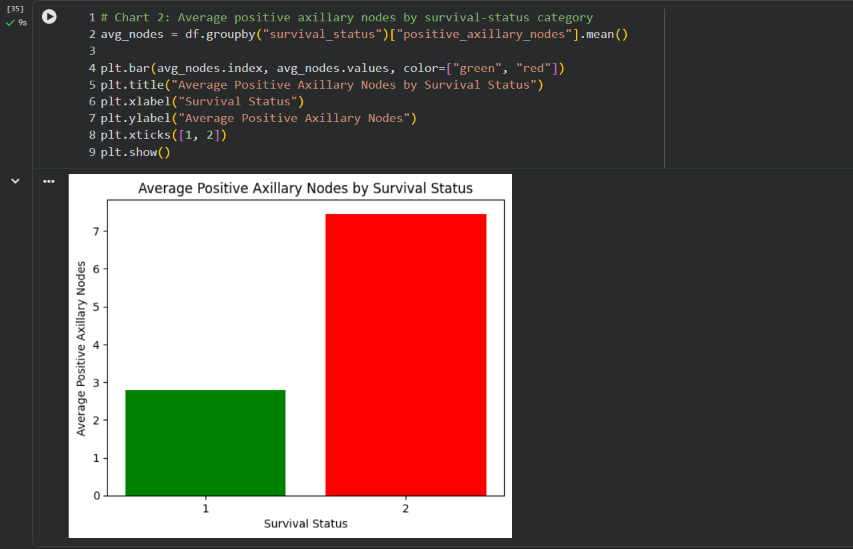 [35]
9s
1 # Chart 2: Average positive axillary nodes by survival-status category
2 avg_nodes = df.groupby("survival_status")["positive_axillary_nodes"].mean()
3
4 plt.bar(avg_nodes.index, avg_nodes.values, color=["green", "red"])
5 plt.title("Average Positive Axillary Nodes by Survival Status")
6 plt.xlabel("Survival Status")
7 plt.ylabel("Average Positive Axillary Nodes")
8 plt.xticks([1, 2])
9 plt.show()
Average Positive Axillary Nodes by Survival Status
Average Positive Axillary Nodes
7
6
5
4
3
2
1
0
1 2
Survival Status